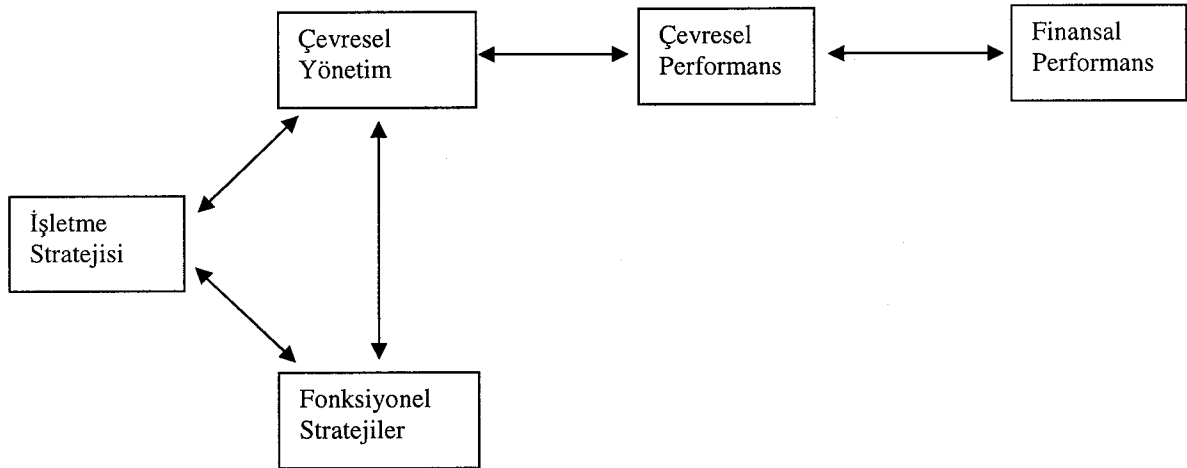 Çevresel
Yönetim
Çevresel
Performans
Finansal
Performans
İşletme
Stratejisi
Fonksiyonel
Stratejiler